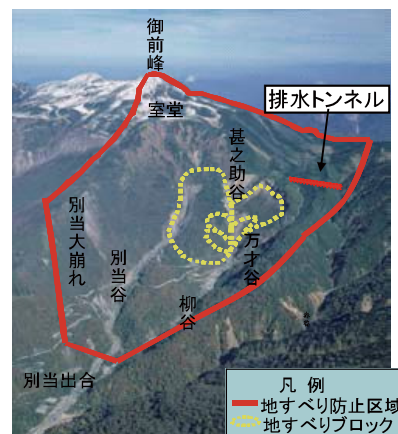 御前峰
室堂
排水トンネル
甚之助谷
別当大崩れ
別当谷
万才谷
柳谷
別当出合
凡 例
地すべり防止区域
地すべりブロック